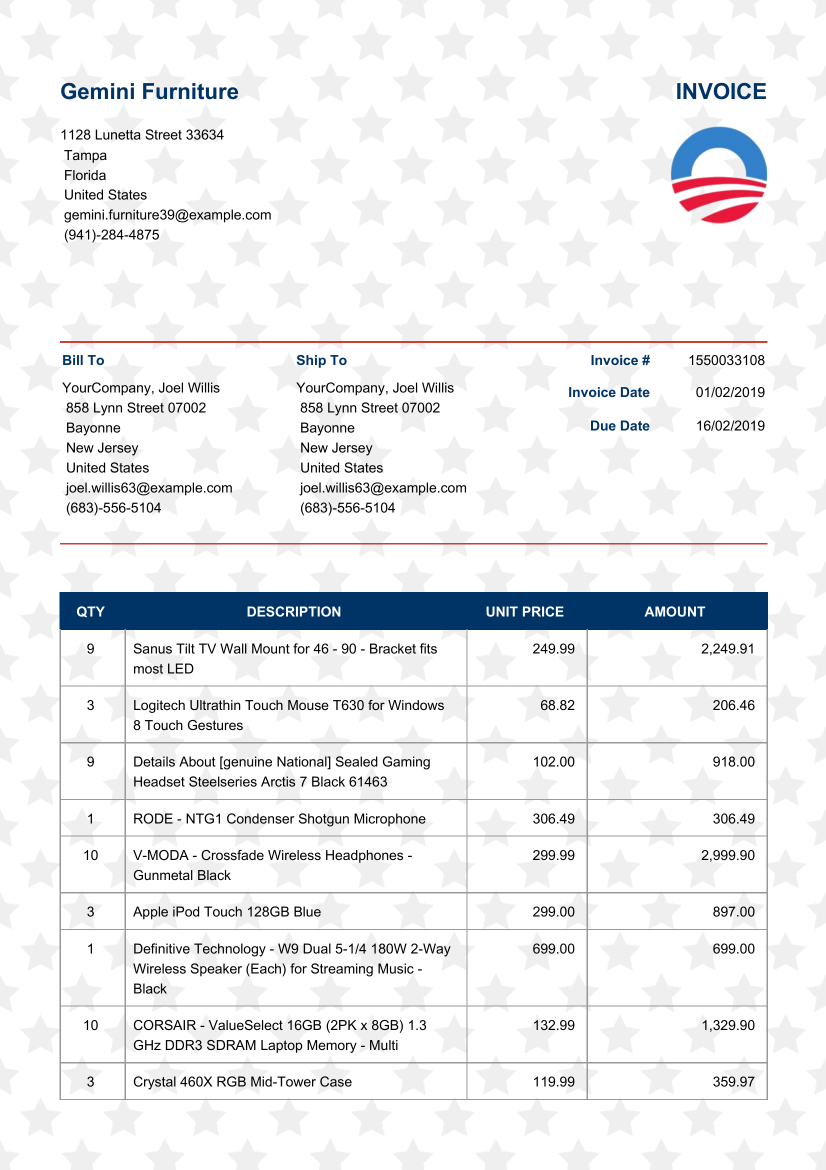 Gemini Furniture
INVOICE
1128 Lunetta Street 33634
Tampa
Florida
United States
gemini.furniture39@example.com
(941)-284-4875
Bill To
YourCompany, Joel Willis
858 Lynn Street 07002
Bayonne
New Jersey
United States
joel.willis63@example.com
(683)-556-5104
Ship To
YourCompany, Joel Willis
858 Lynn Street 07002
Bayonne
New Jersey
United States
joel.willis63@example.com
(683)-556-5104
Invoice # 1550033108
Invoice Date 01/02/2019
Due Date 16/02/2019
QTY DESCRIPTION UNIT PRICE AMOUNT
9 Sanus Tilt TV Wall Mount for 46 - 90 - Bracket fits 249.99 2,249.91
most LED
3 Logitech Ultrathin Touch Mouse T630 for Windows 68.82 206.46
8 Touch Gestures
9 Details About [genuine National] Sealed Gaming 102.00 918.00
Headset Steelseries Arctis 7 Black 61463
1 RODE - NTG1 Condenser Shotgun Microphone 306.49 306.49
10 V-MODA - Crossfade Wireless Headphones - 299.99 2,999.90
Gunmetal Black
3 Apple iPod Touch 128GB Blue 299.00 897.00
1 Definitive Technology - W9 Dual 5-1/4 180W 2-Way 699.00 699.00
Wireless Speaker (Each) for Streaming Music -
Black
10 CORSAIR - ValueSelect 16GB (2PK x 8GB) 1.3 132.99 1,329.90
GHz DDR3 SDRAM Laptop Memory - Multi
3 Crystal 460X RGB Mid-Tower Case 119.99 359.97